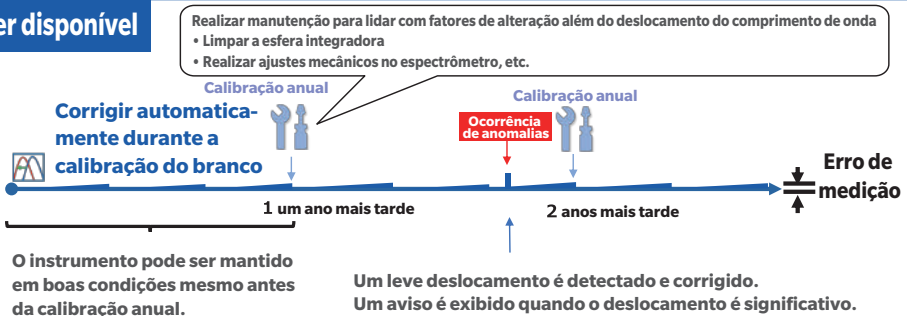 er disponível
Realizar manutenção para lidar com fatores de alteração além do deslocamento do comprimento de onda
• Limpar a esfera integradora
• Realizar ajustes mecânicos no espectrômetro, etc.
Calibração anual
Calibração anual
Corrigir automatica-
mente durante a
calibração do branco
Ocorrência
de anomalias
Erro de
medição
1 um ano mais tarde
2 anos mais tarde
O instrumento pode ser mantido
em boas condições mesmo antes
da calibração anual.
Um leve deslocamento é detectado e corrigido.
Um aviso é exibido quando o deslocamento é significativo.